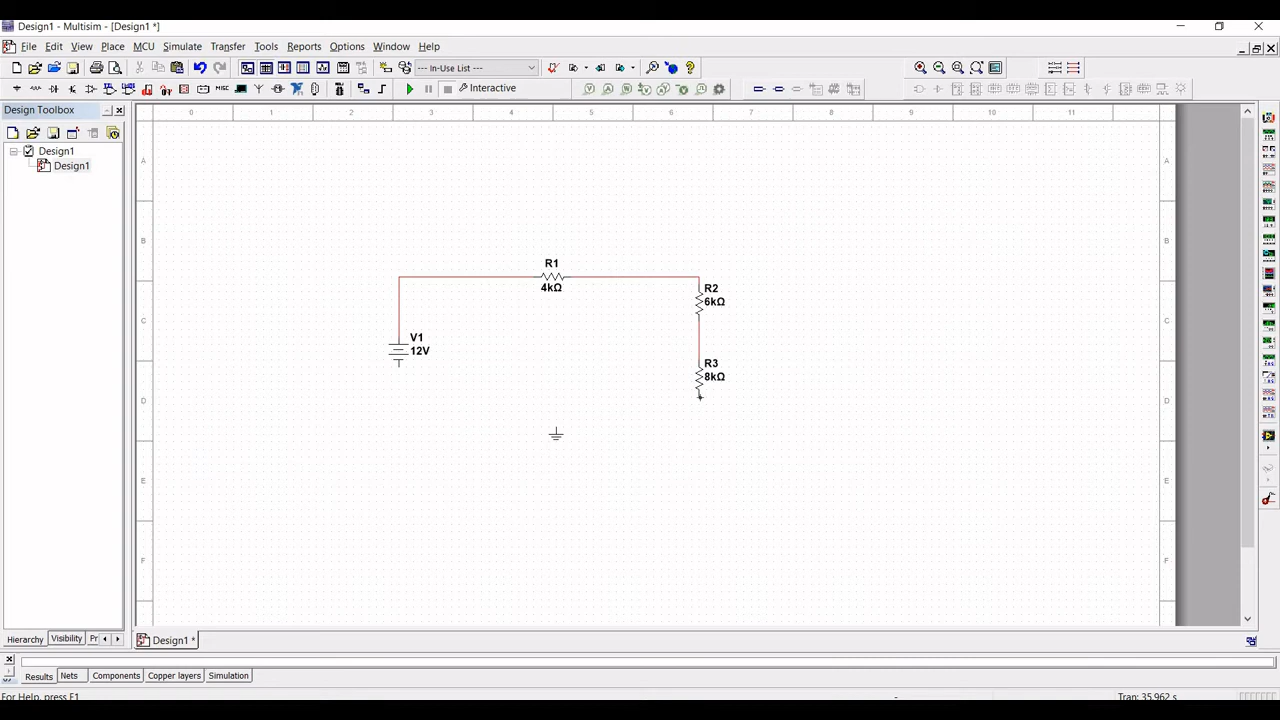 Design1 - Multisim - [Design1 *]
File Edit View Place MCU Simulate Transfer Tools Reports Options Window Help
--- In-Use List ---
Interactive
Design Toolbox
Design1
Design1
0 1 2 3 4 5 6 7 8 9 10 11
A A
B B
R1
4kΩ
R2
6kΩ
C C
V1
12V
R3
8kΩ
D D
E E
F F
Hierarchy Visibility Pr
Design1 *
Results Nets Components Copper layers Simulation
For Help, press F1
Tran: 35.962 s